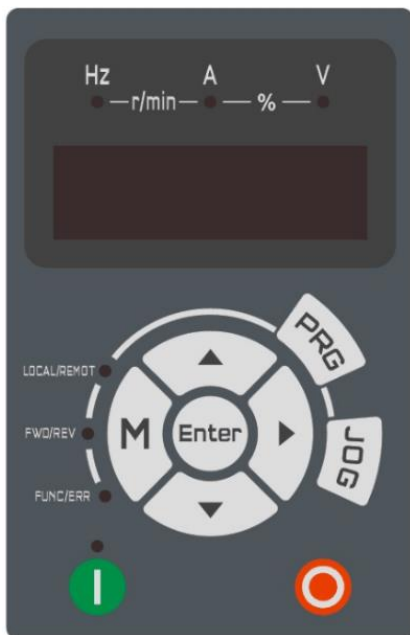 Hz A V
r/min %
PRG
LOCAL/REMOT
M Enter
FWD/REV
JOG
FUNC/ERR